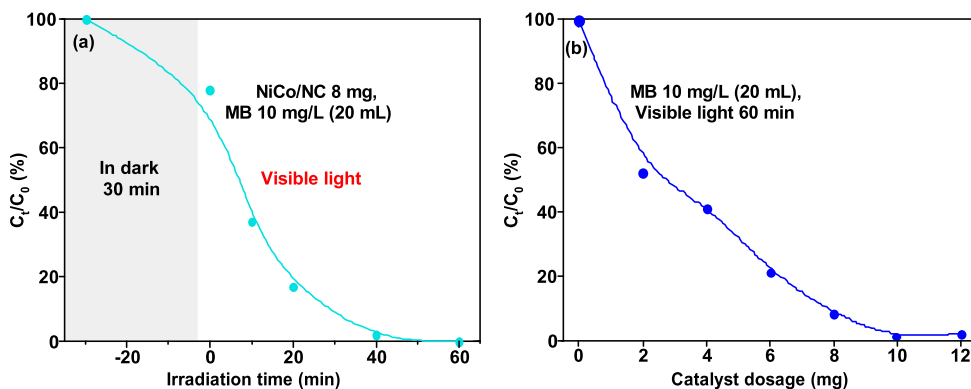 100
80
60
40
20
0
C_t/C_0 (%)
(a)
NiCo/NC 8 mg,
MB 10 mg/L (20 mL)
In dark
30 min
Visible light
-20 0 20 40 60
Irradiation time (min)
100
80
60
40
20
0
C_t/C_0 (%)
(b)
MB 10 mg/L (20 mL),
Visible light 60 min
0 2 4 6 8 10 12
Catalyst dosage (mg)